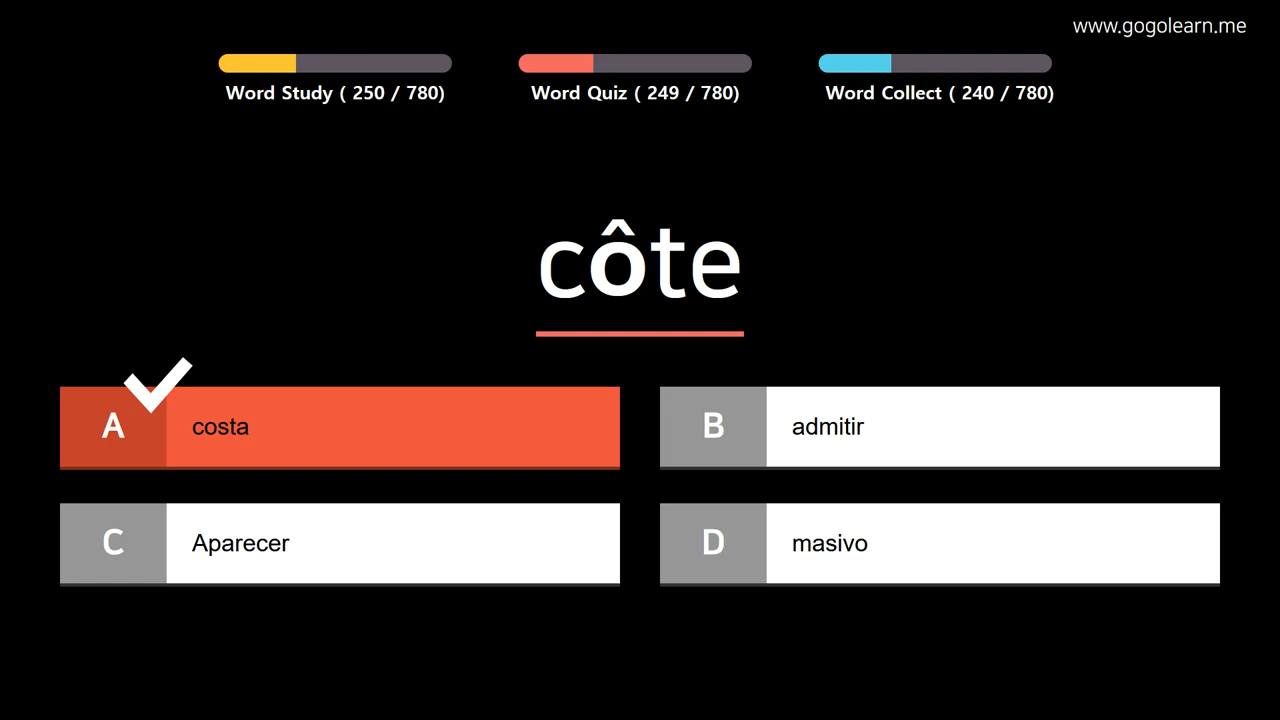 www.gogolearn.me
Word Study ( 250 / 780)
Word Quiz ( 249 / 780)
Word Collect ( 240 / 780)
côte
A costa
B admitir
C Aparecer
D masivo